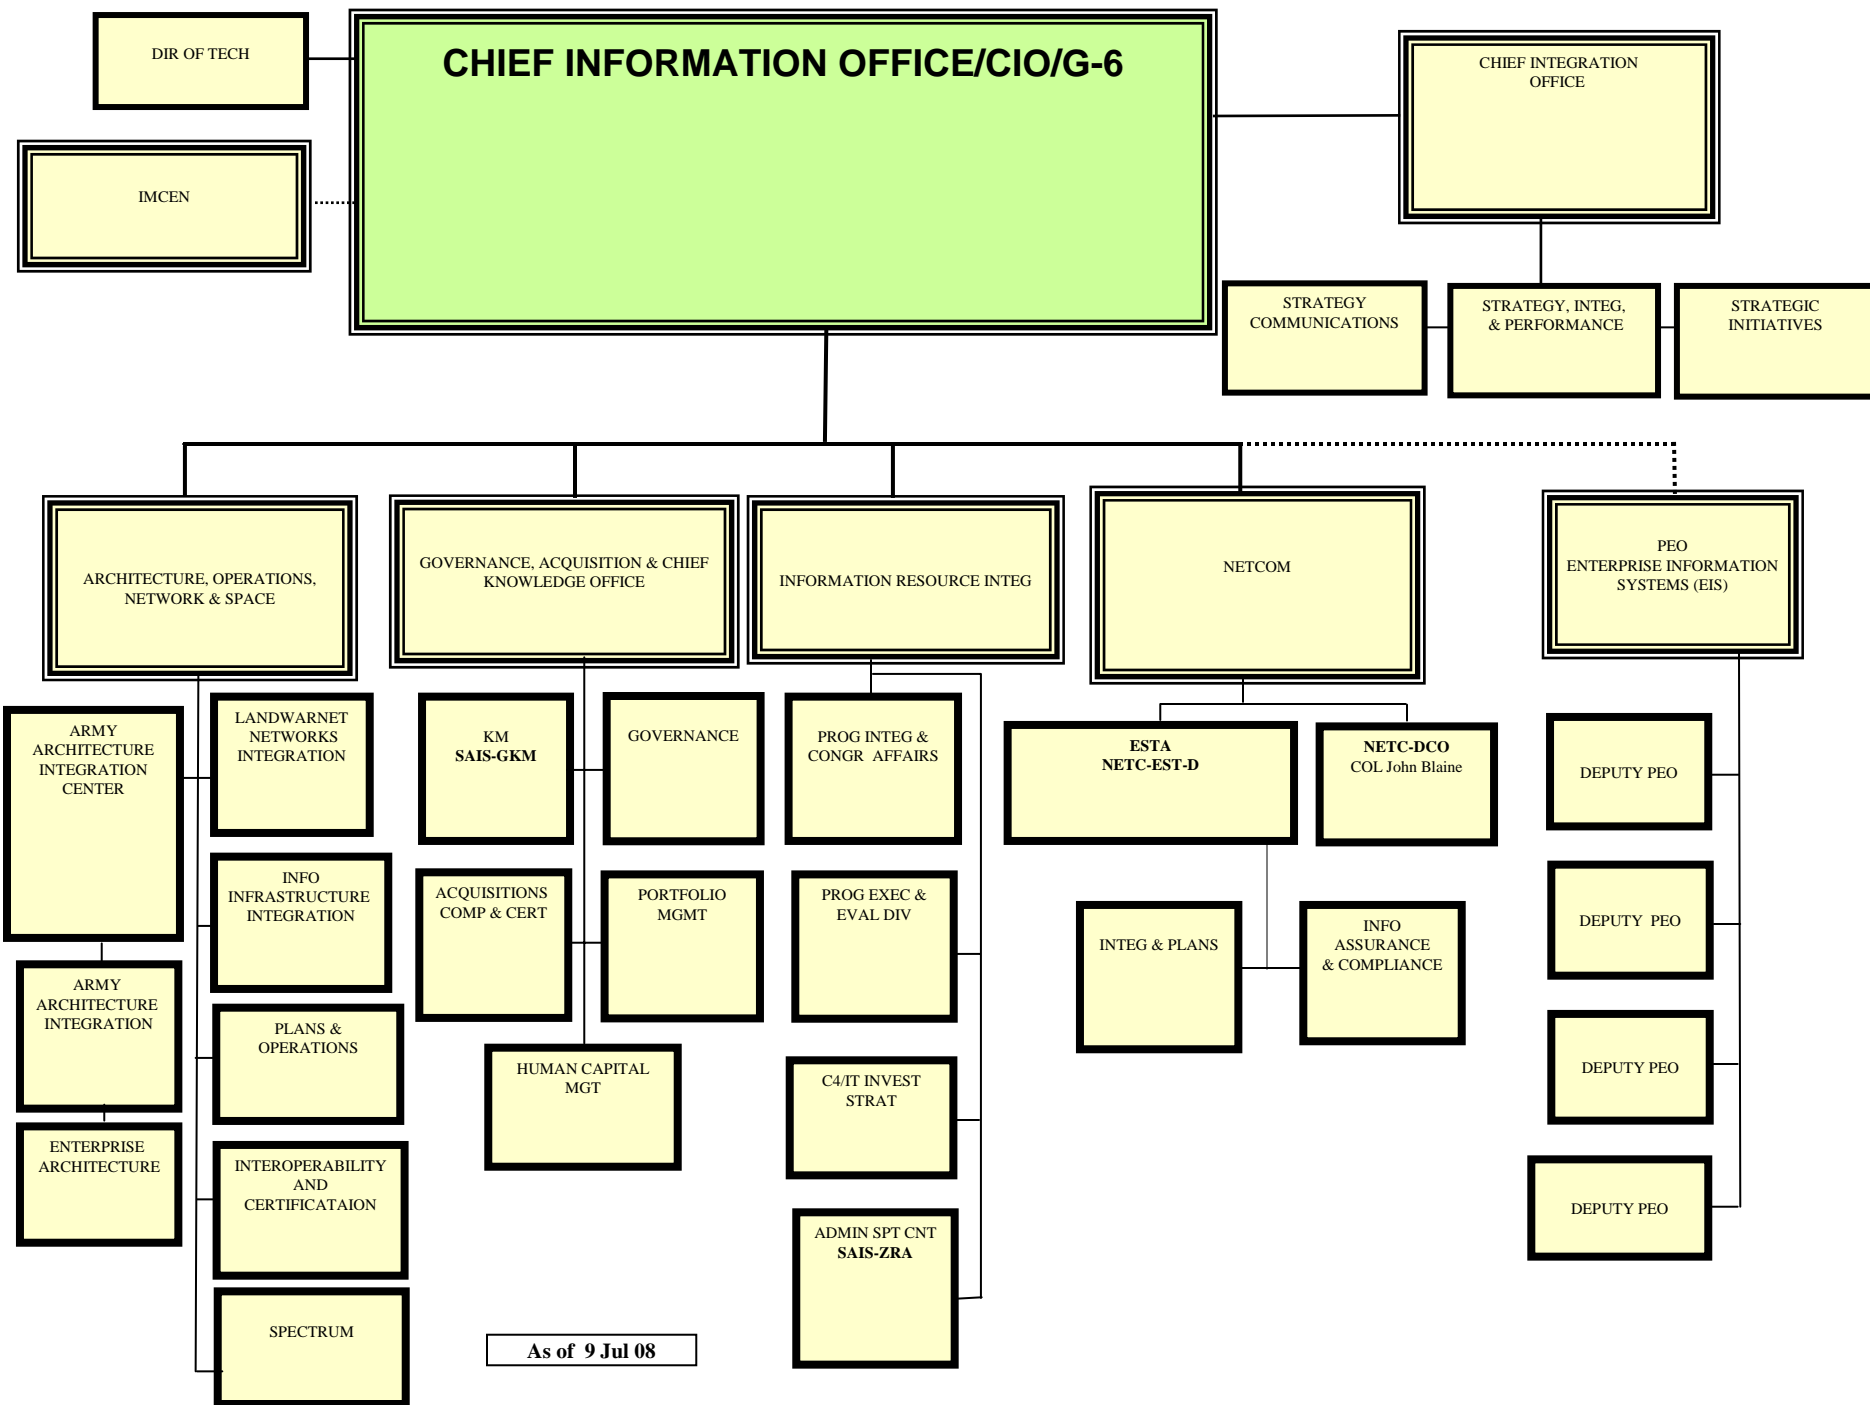 DIR OF TECH
CHIEF INFORMATION OFFICE/CIO/G-6
CHIEF INTEGRATION
OFFICE
IMCEN
STRATEGY
COMMUNICATIONS
STRATEGY, INTEG,
& PERFORMANCE
STRATEGIC
INITIATIVES
ARCHITECTURE, OPERATIONS,
NETWORK & SPACE
GOVERNANCE, ACQUISITION & CHIEF
KNOWLEDGE OFFICE
INFORMATION RESOURCE INTEG
NETCOM
PEO
ENTERPRISE INFORMATION
SYSTEMS (EIS)
ARMY
ARCHITECTURE
INTEGRATION
CENTER
LANDWARNET
NETWORKS
INTEGRATION
INFO
INFRASTRUCTURE
INTEGRATION
ARMY
ARCHITECTURE
INTEGRATION
PLANS &
OPERATIONS
ENTERPRISE
ARCHITECTURE
INTEROPERABILITY
AND
CERTIFICATAION
SPECTRUM
KM
SAIS-GKM
GOVERNANCE
ACQUISITIONS
COMP & CERT
PORTFOLIO
MGMT
HUMAN CAPITAL
MGT
PROG INTEG &
CONGR AFFAIRS
PROG EXEC &
EVAL DIV
C4/IT INVEST
STRAT
ADMIN SPT CNT
SAIS-ZRA
ESTA
NETC-EST-D
NETC-DCO
COL John Blaine
INTEG & PLANS
INFO
ASSURANCE
& COMPLIANCE
DEPUTY PEO
DEPUTY PEO
DEPUTY PEO
DEPUTY PEO
As of 9 Jul 08